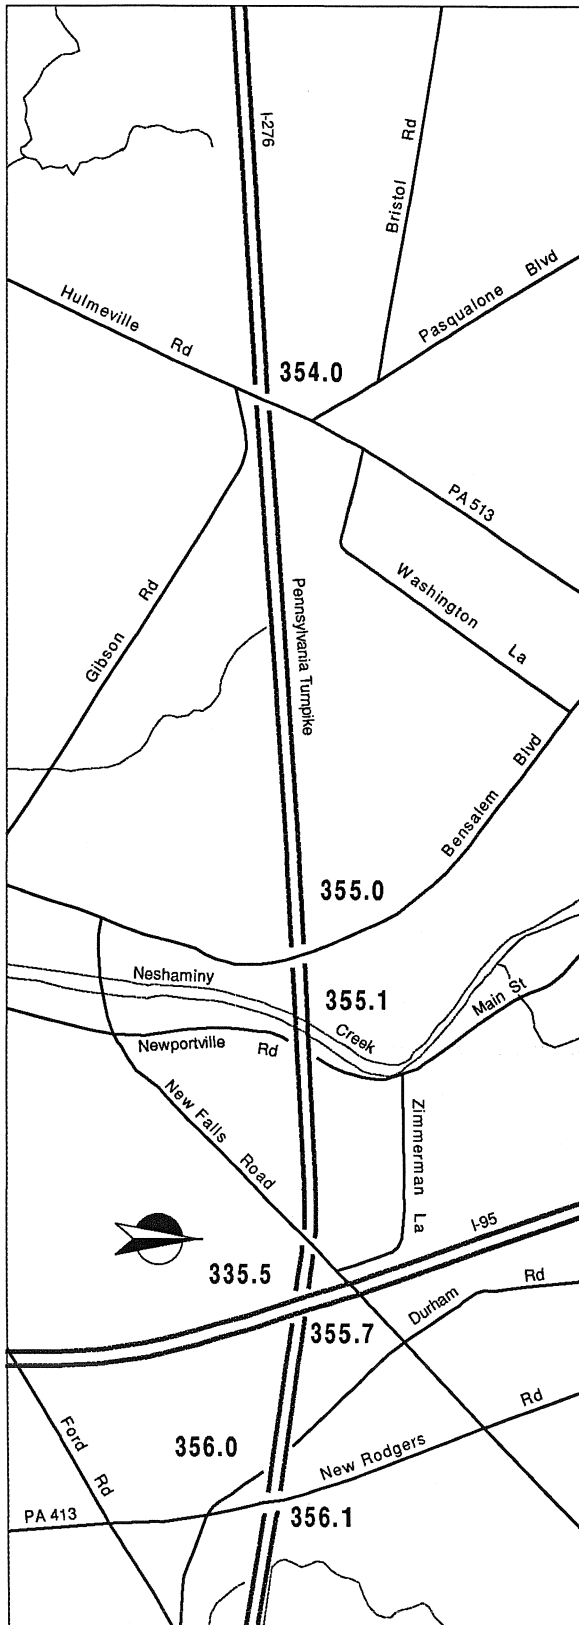 I-276
Bristol Rd
Hulmeville Rd
Pasqualone Blvd
354.0
PA 513
Gibson Rd
Washington La
Pennsylvania Turnpike
Bensalem Blvd
355.0
Neshaminy Creek
355.1
Main St
Newportville Rd
New Falls Road
Zimmerman La
I-95
335.5
Durham Rd
355.7
Ford Rd
356.0
New Rodgers Rd
PA 413
356.1